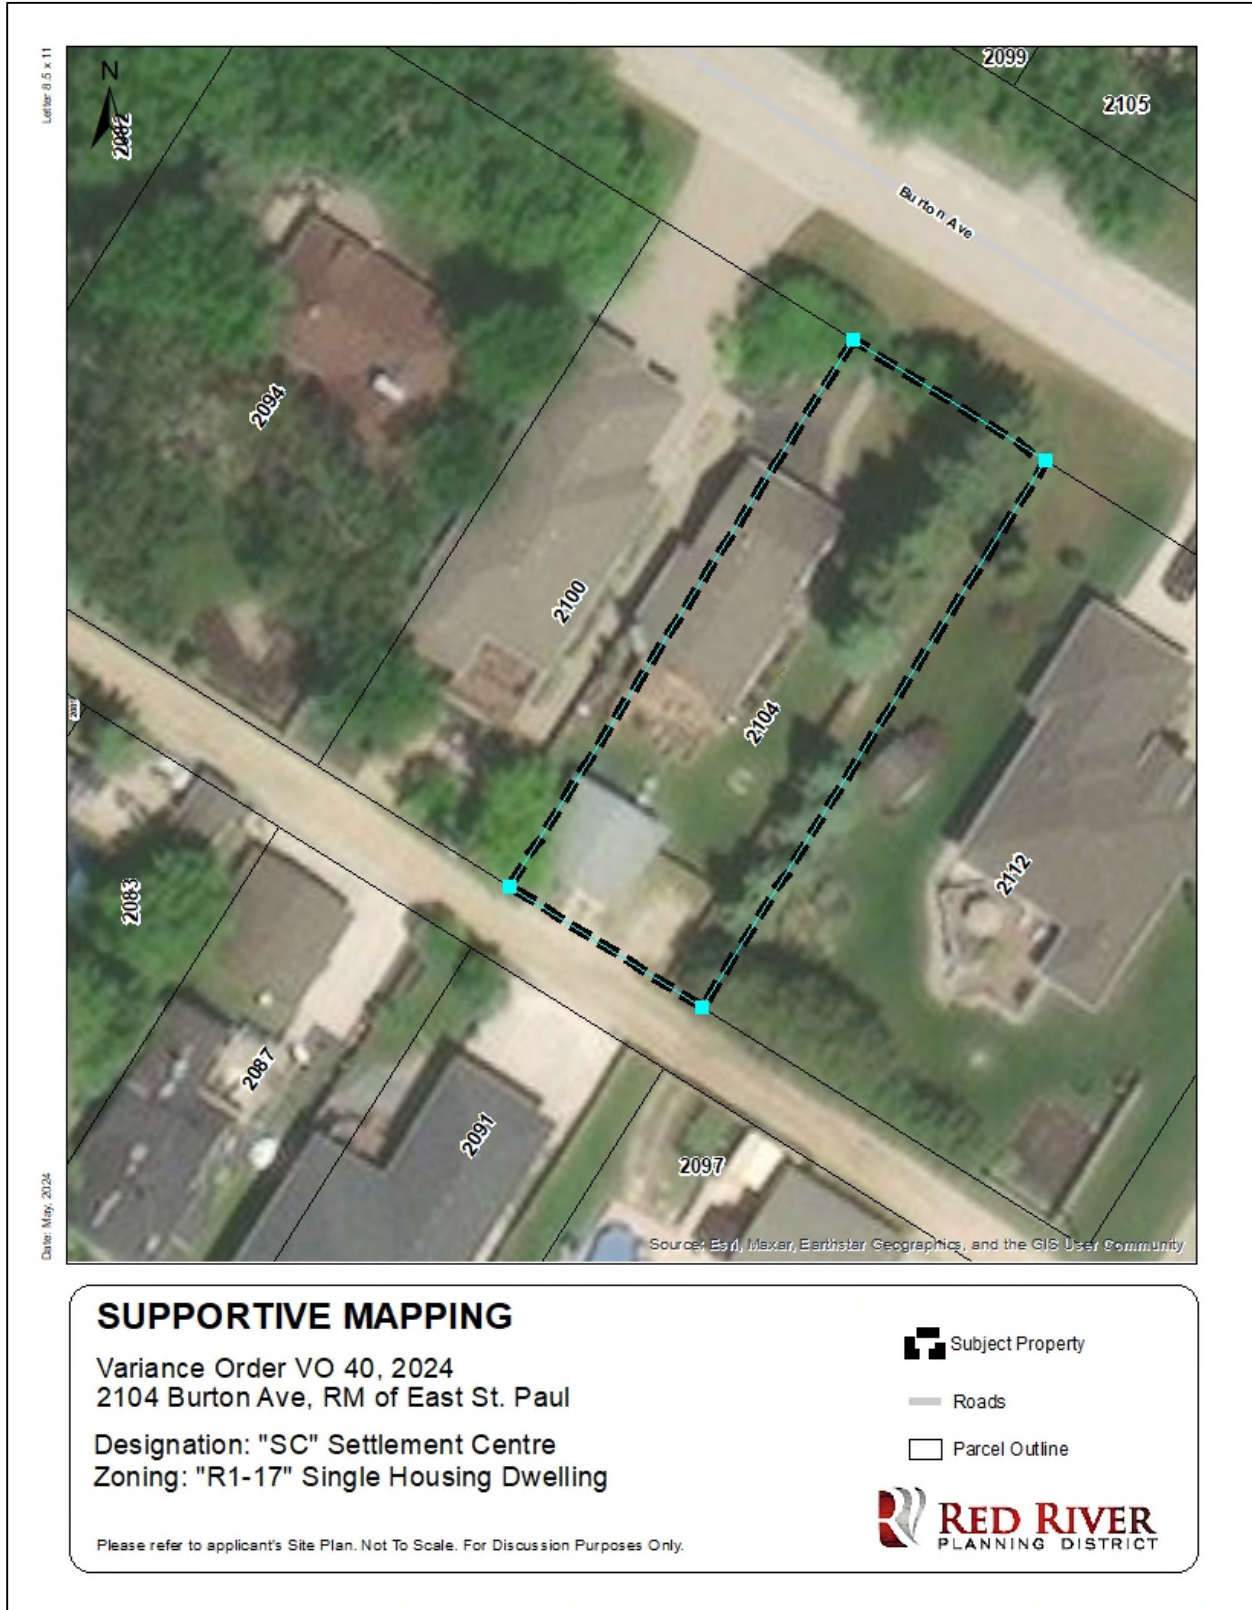 Letter 8.5 x 11
N
2082
2099
2105
Burton Ave
2094
2100
2104
2112
2083
2087
2091
2097
Date: May, 2024
Source: Esri, Maxar, Earthstar Geographics, and the GIS User Community
SUPPORTIVE MAPPING
Variance Order VO 40, 2024
2104 Burton Ave, RM of East St. Paul
Designation: "SC" Settlement Centre
Zoning: "R1-17" Single Housing Dwelling
Please refer to applicant's Site Plan. Not To Scale. For Discussion Purposes Only.
Subject Property
Roads
Parcel Outline
RED RIVER
PLANNING DISTRICT